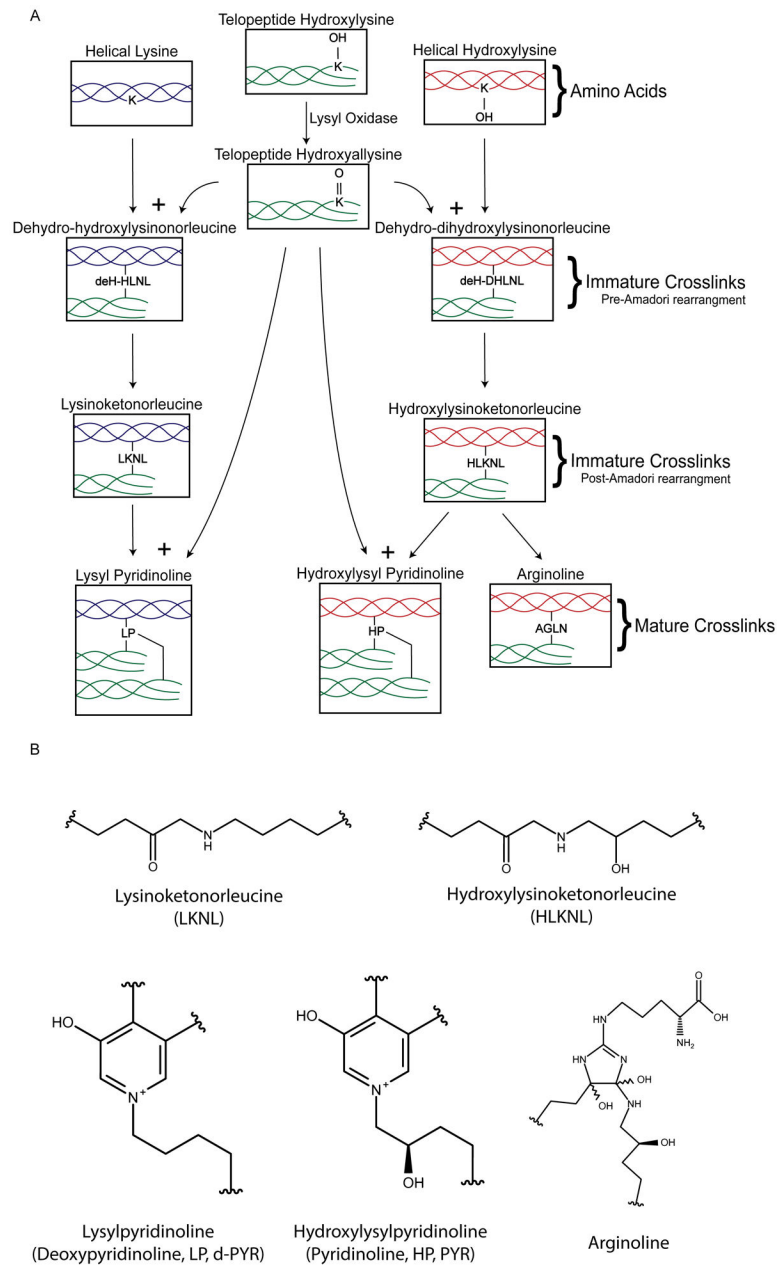 A
Telopeptide Hydroxylysine
OH
K
Helical Lysine
K
Helical Hydroxylysine
K
OH
Amino Acids
Lysyl Oxidase
Telopeptide Hydroxyallysine
O
K
+
+
Dehydro-hydroxylysinonorleucine
deH-HLNL
Dehydro-dihydroxylysinonorleucine
deH-DHLNL
Immature Crosslinks
Pre-Amadori rearrangment
Lysinoketonorleucine
LKNL
Hydroxylysinoketonorleucine
HLKNL
Immature Crosslinks
Post-Amadori rearrangment
+
+
Lysyl Pyridinoline
LP
Hydroxylysyl Pyridinoline
HP
Arginoline
AGLN
Mature Crosslinks
B
N
H
O
Lysinoketonorleucine
(LKNL)
N
H
O
OH
Hydroxylysinoketonorleucine
(HLKNL)
HO
N+
Lysylpyridinoline
(Deoxypyridinoline, LP, d-PYR)
HO
N+
OH
Hydroxylysylpyridinoline
(Pyridinoline, HP, PYR)
O
OH
NH2
HN
HN
N
OH
OH
NH
OH
Arginoline